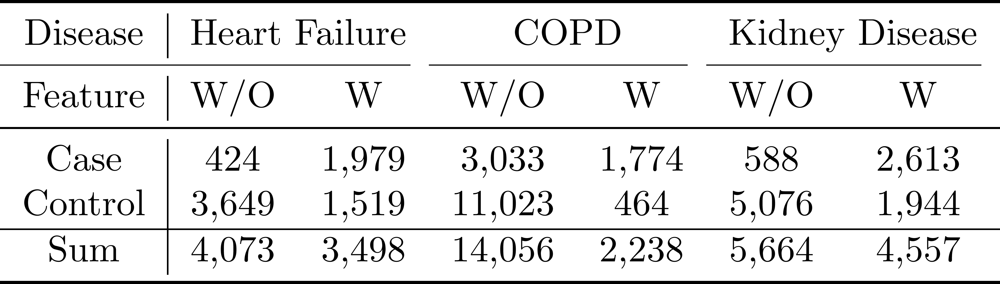 Disease Heart Failure COPD Kidney Disease
Feature W/O W W/O W W/O W
Case 424 1,979 3,033 1,774 588 2,613
Control 3,649 1,519 11,023 464 5,076 1,944
Sum 4,073 3,498 14,056 2,238 5,664 4,557